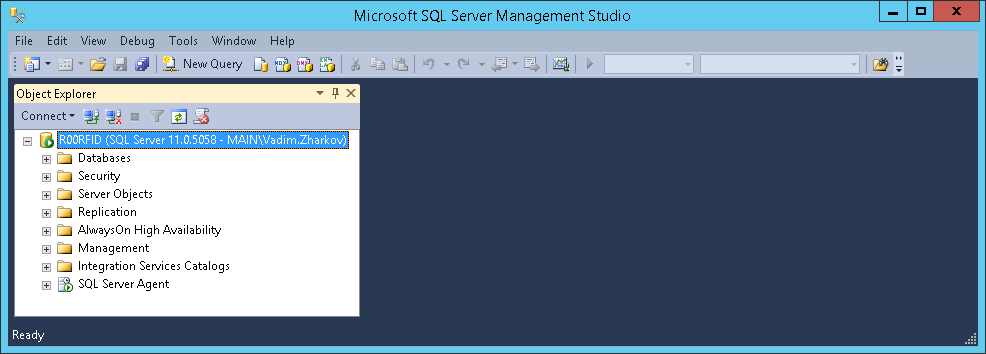 Microsoft SQL Server Management Studio
File Edit View Debug Tools Window Help
New Query
Object Explorer
Connect
R00RFID (SQL Server 11.0.5058 - MAIN\Vadim.Zharkov)
Databases
Security
Server Objects
Replication
AlwaysOn High Availability
Management
Integration Services Catalogs
SQL Server Agent
Ready